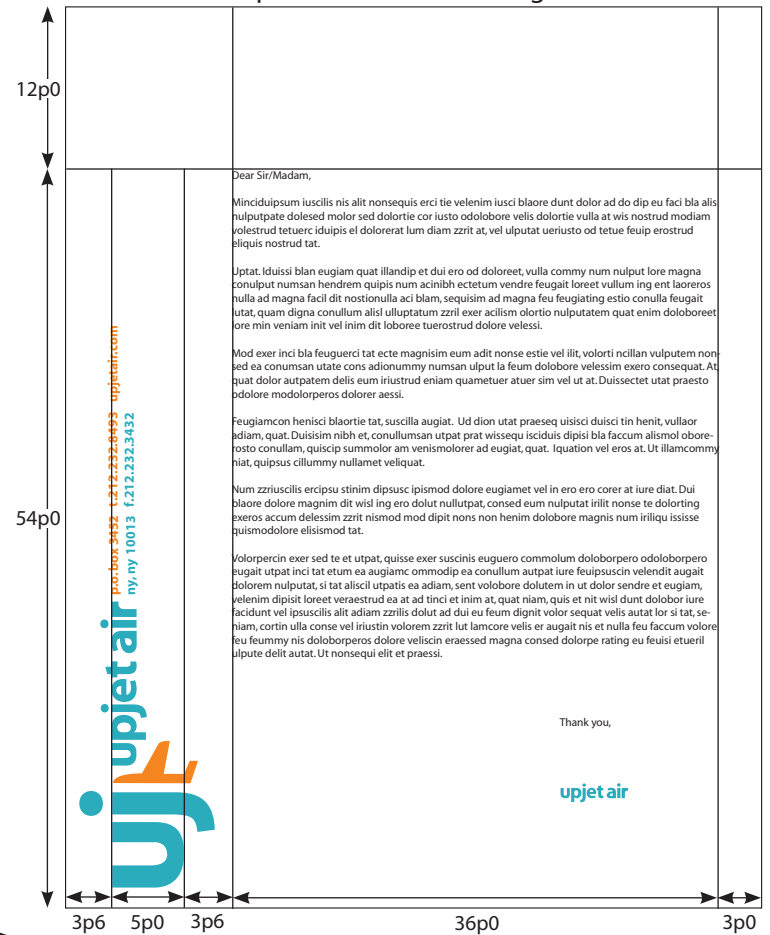 12p0
Dear Sir/Madam,
Minciduipsum iuscilis nis alit nonsequis erci tie velenim iusci blaore dunt dolor ad do dip eu faci bla alis
nulputpate dolesed molor sed dolortie cor iusto odolobore velis dolortie vulla at wis nostrud modiam
volestrud tetuerc iduipis el dolorerat lum diam zzrit at, vel ulputat ueriusto od tetue feuip erostrud
eliquis nostrud tat.
Uptat. Iduissi blan eugiam quat illandip et dui ero od doloreet, vulla commy num nulput lore magna
conulput numsan hendrem quipis num acinibh ectetum vendre feugait loreet vullum ing ent laoreros
nulla ad magna facil dit nostionulla aci blam, sequisim ad magna feu feugiating estio conulla feugait
lutat, quam digna conullum alisl ulluptatum zzril exer acilism olortio nulputatem quat enim doloboreet
lore min veniam init vel inim dit loboree tuerostrud dolore velessi.
Mod exer inci bla feuguerci tat ecte magnisim eum adit nonse estie vel ilit, volorti ncillan vulputem non-
sed ea conumsan utate cons adionummy numsan ulput la feum dolobore velessim exero consequat. At,
quat dolor autpatem delis eum iriustrud eniam quametuer atuer sim vel ut at. Duissectet utat praesto
odolore modolorperos dolorer aessi.
Feugiamcon henisci blaortie tat, suscilla augiat. Ud dion utat praeseq uisisci duisci tin henit, vullaor
adiam, quat. Duisisim nibh et, conullumsan utpat prat wissequ isciduis dipisi bla faccum alismol obore-
rosto conullam, quiscip summolor am venismolorer ad eugiat, quat. Iquation vel eros at. Ut illamcommy
niat, quipsus cillummy nullamet veliquat.
Num zzriuscilis ercipsu stinim dipsusc ipismod dolore eugiamet vel in ero ero corer at iure diat. Dui
blaore dolore magnim dit wisl ing ero dolut nullutpat, consed eum nulputat irilit nonse te dolorting
exeros accum delessim zzrit nismod mod dipit nons non henim dolobore magnis num iriliqu ississe
quismodolore elisismod tat.
Volorpercin exer sed te et utpat, quisse exer suscinis euguero commolum doloborpero odoloborpero
eugait utpat inci tat etum ea augiamc ommodip ea conullum autpat iure feuipsuscin velendit augait
dolorem nulputat, si tat aliscil utpatis ea adiam, sent volobore dolutem in ut dolor sendre et eugiam,
velenim dipisit loreet veraestrud ea at ad tinci et inim at, quat niam, quis et nit wisl dunt dolobor iure
facidunt vel ipsuscilis alit adiam zzrilis dolut ad dui eu feum dignit volor sequat velis autat lor si tat, se-
niam, cortin ulla conse vel iriustin volorem zzrit lut lamcore velis er augait nis et nulla feu faccum volore
feu feummy nis doloborperos dolore veliscin eraessed magna consed dolorpe rating eu feuisi etueril
ulpute delit autat. Ut nonsequi elit et praessi.
Thank you,
upjet air
54p0
uj
upjet air
p.o. box 3452 t.212.232.8493 upjetair.com
ny, ny 10013 f.212.232.3432
3p6 5p0 3p6 36p0 3p0